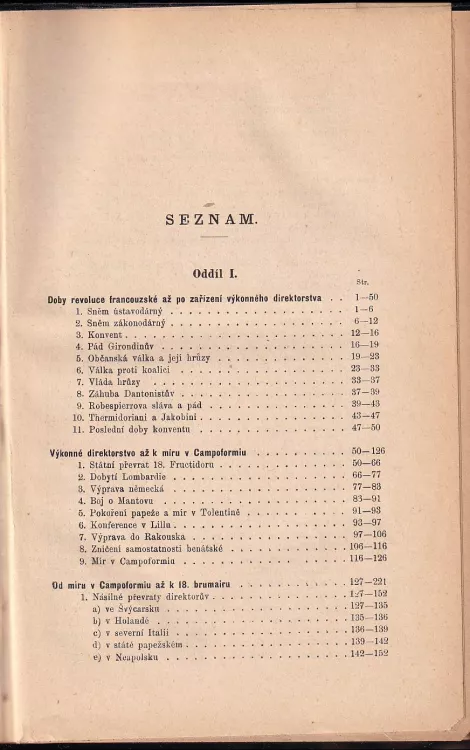 SEZNAM.
Oddíl I.
Str.
Doby revoluce francouzské až po zařízení výkonného direktorstva . . 1—50
1. Sněm ústavodárný . . . . . . . . . . . . . . . . . . 1—6
2. Sněm zákonodárný . . . . . . . . . . . . . . . . . . 6—12
3. Konvent . . . . . . . . . . . . . . . . . . . . . . 12—16
4. Pád Girondinův . . . . . . . . . . . . . . . . . . . 16—19
5. Občanská válka a její hrůzy . . . . . . . . . . . . . . 19—23
6. Válka proti koalici . . . . . . . . . . . . . . . . . 23—33
7. Vláda hrůzy . . . . . . . . . . . . . . . . . . . . 33—37
8. Záhuba Dantonistův . . . . . . . . . . . . . . . . . 37—39
9. Robespierrova sláva a pád . . . . . . . . . . . . . . . 39—43
10. Thermidoriani a Jakobíni . . . . . . . . . . . . . . . 43—47
11. Poslední doby konventu . . . . . . . . . . . . . . . . 47—50
Výkonné direktorstvo až k míru v Campoformiu . . . . . . . . . 50—126
1. Státní převrat 18. Fructidoru . . . . . . . . . . . . . 50—66
2. Dobytí Lombardie . . . . . . . . . . . . . . . . . . 66—77
3. Výprava německá . . . . . . . . . . . . . . . . . . 77—83
4. Boj o Mantovu . . . . . . . . . . . . . . . . . . . 83—91
5. Pokoření papeže a mír v Tolentině . . . . . . . . . . . 91—93
6. Konference v Lillu . . . . . . . . . . . . . . . . . . 93—97
7. Výprava do Rakouska . . . . . . . . . . . . . . . . . 97—106
8. Zničení samostatnosti benátské . . . . . . . . . . . . 106—116
9. Mír v Campoformiu . . . . . . . . . . . . . . . . . 116—126
Od míru v Campoformiu až k 18. brumairu . . . . . . . . . . . 127—221
1. Násilné převraty direktorův . . . . . . . . . . . . . . 127—152
a) ve Švýcarsku . . . . . . . . . . . . . . . . . . 127—135
b) v Holandě . . . . . . . . . . . . . . . . . . . 135—136
c) v severní Italii . . . . . . . . . . . . . . . . . 136—139
d) v státě papežském . . . . . . . . . . . . . . . . 139—142
e) v Neapolsku . . . . . . . . . . . . . . . . . . 142—152